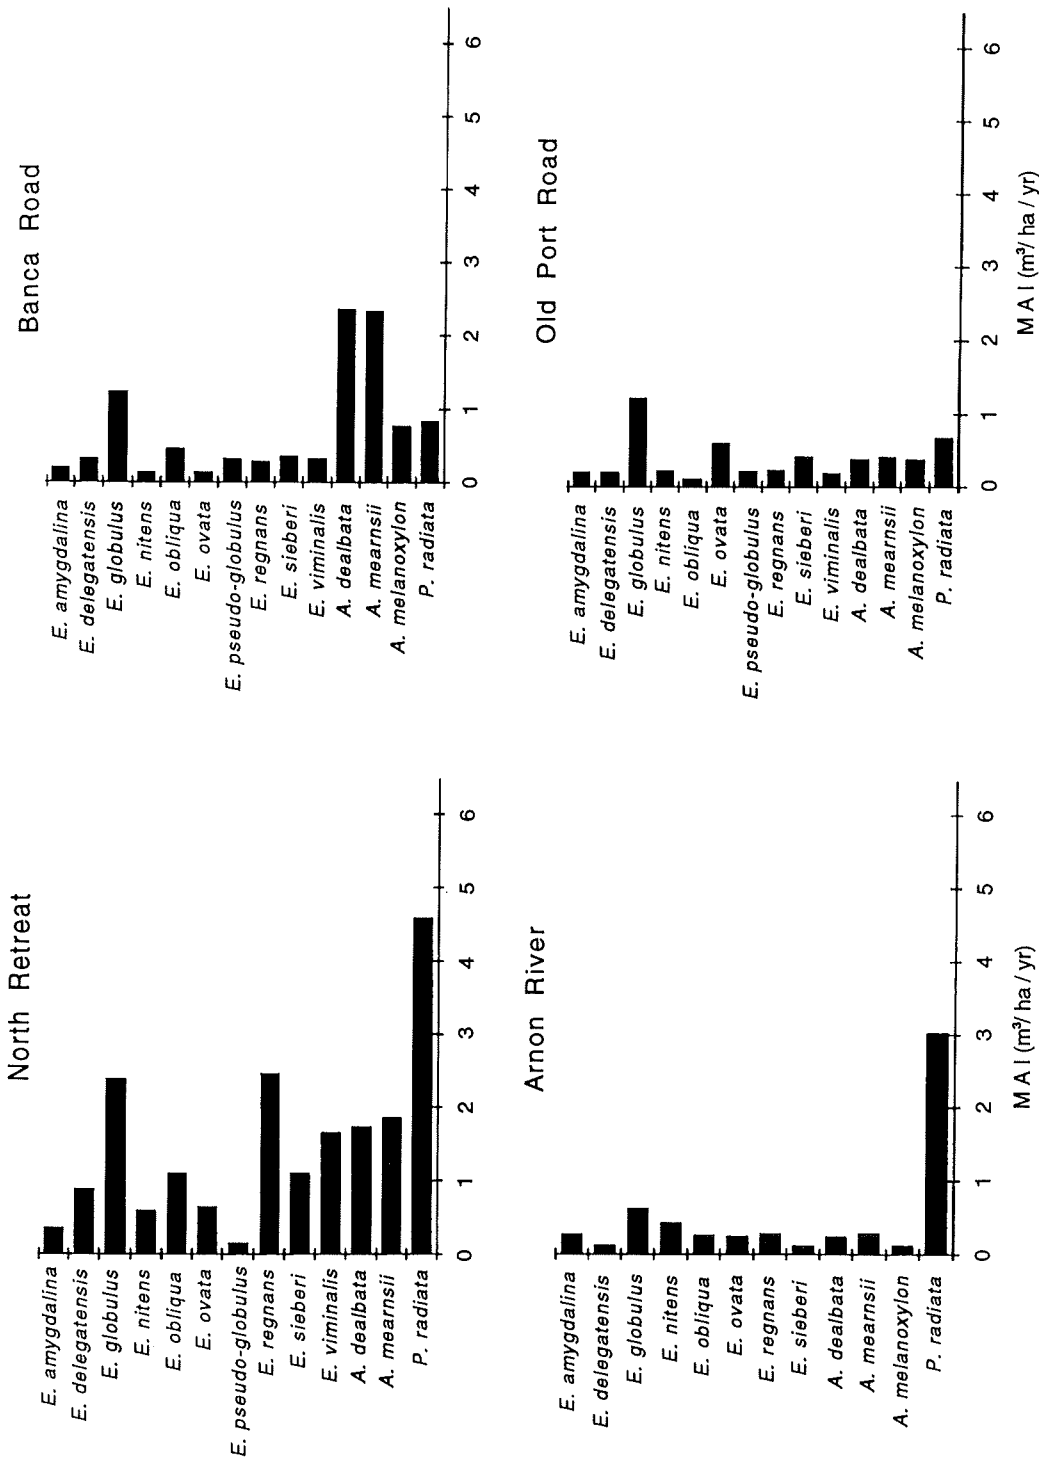 North Retreat
E. amygdalina
E. delegatensis
E. globulus
E. nitens
E. obliqua
E. ovata
E. pseudo-globulus
E. regnans
E. sieberi
E. viminalis
A. dealbata
A. mearnsii
P. radiata
0 1 2 3 4 5 6
Banca Road
E. amygdalina
E. delegatensis
E. globulus
E. nitens
E. obliqua
E. ovata
E. pseudo-globulus
E. regnans
E. sieberi
E. viminalis
A. dealbata
A. mearnsii
A. melanoxylon
P. radiata
0 1 2 3 4 5 6
Arnon River
E. amygdalina
E. delegatensis
E. globulus
E. nitens
E. obliqua
E. ovata
E. regnans
E. sieberi
A. dealbata
A. mearnsii
A. melanoxylon
P. radiata
0 1 2 3 4 5 6
M A I (m³/ ha / yr)
Old Port Road
E. amygdalina
E. delegatensis
E. globulus
E. nitens
E. obliqua
E. ovata
E. pseudo-globulus
E. regnans
E. sieberi
E. viminalis
A. dealbata
A. mearnsii
A. melanoxylon
P. radiata
0 1 2 3 4 5 6
M A I (m³/ ha / yr)